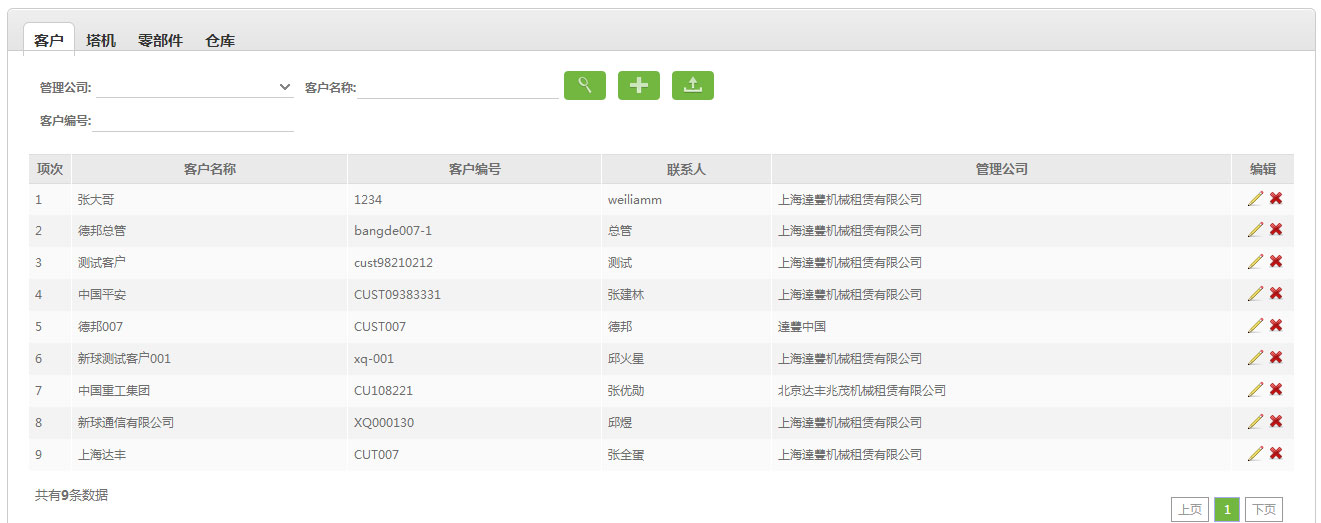 客户 塔机 零部件 仓库
管理公司: 客户名称:
客户编号:
项次 客户名称 客户编号 联系人 管理公司 编辑
1 张大哥 1234 weiliamm 上海達豐机械租赁有限公司
2 德邦总管 bangde007-1 总管 上海達豐机械租赁有限公司
3 测试客户 cust98210212 测试 上海達豐机械租赁有限公司
4 中国平安 CUST09383331 张建林 上海達豐机械租赁有限公司
5 德邦007 CUST007 德邦 達豐中国
6 新球测试客户001 xq-001 邱火星 上海達豐机械租赁有限公司
7 中国重工集团 CU108221 张优勋 北京达丰兆茂机械租赁有限公司
8 新球通信有限公司 XQ000130 邱煜 上海達豐机械租赁有限公司
9 上海达丰 CUT007 张全蛋 上海達豐机械租赁有限公司
共有9条数据
上页 1 下页